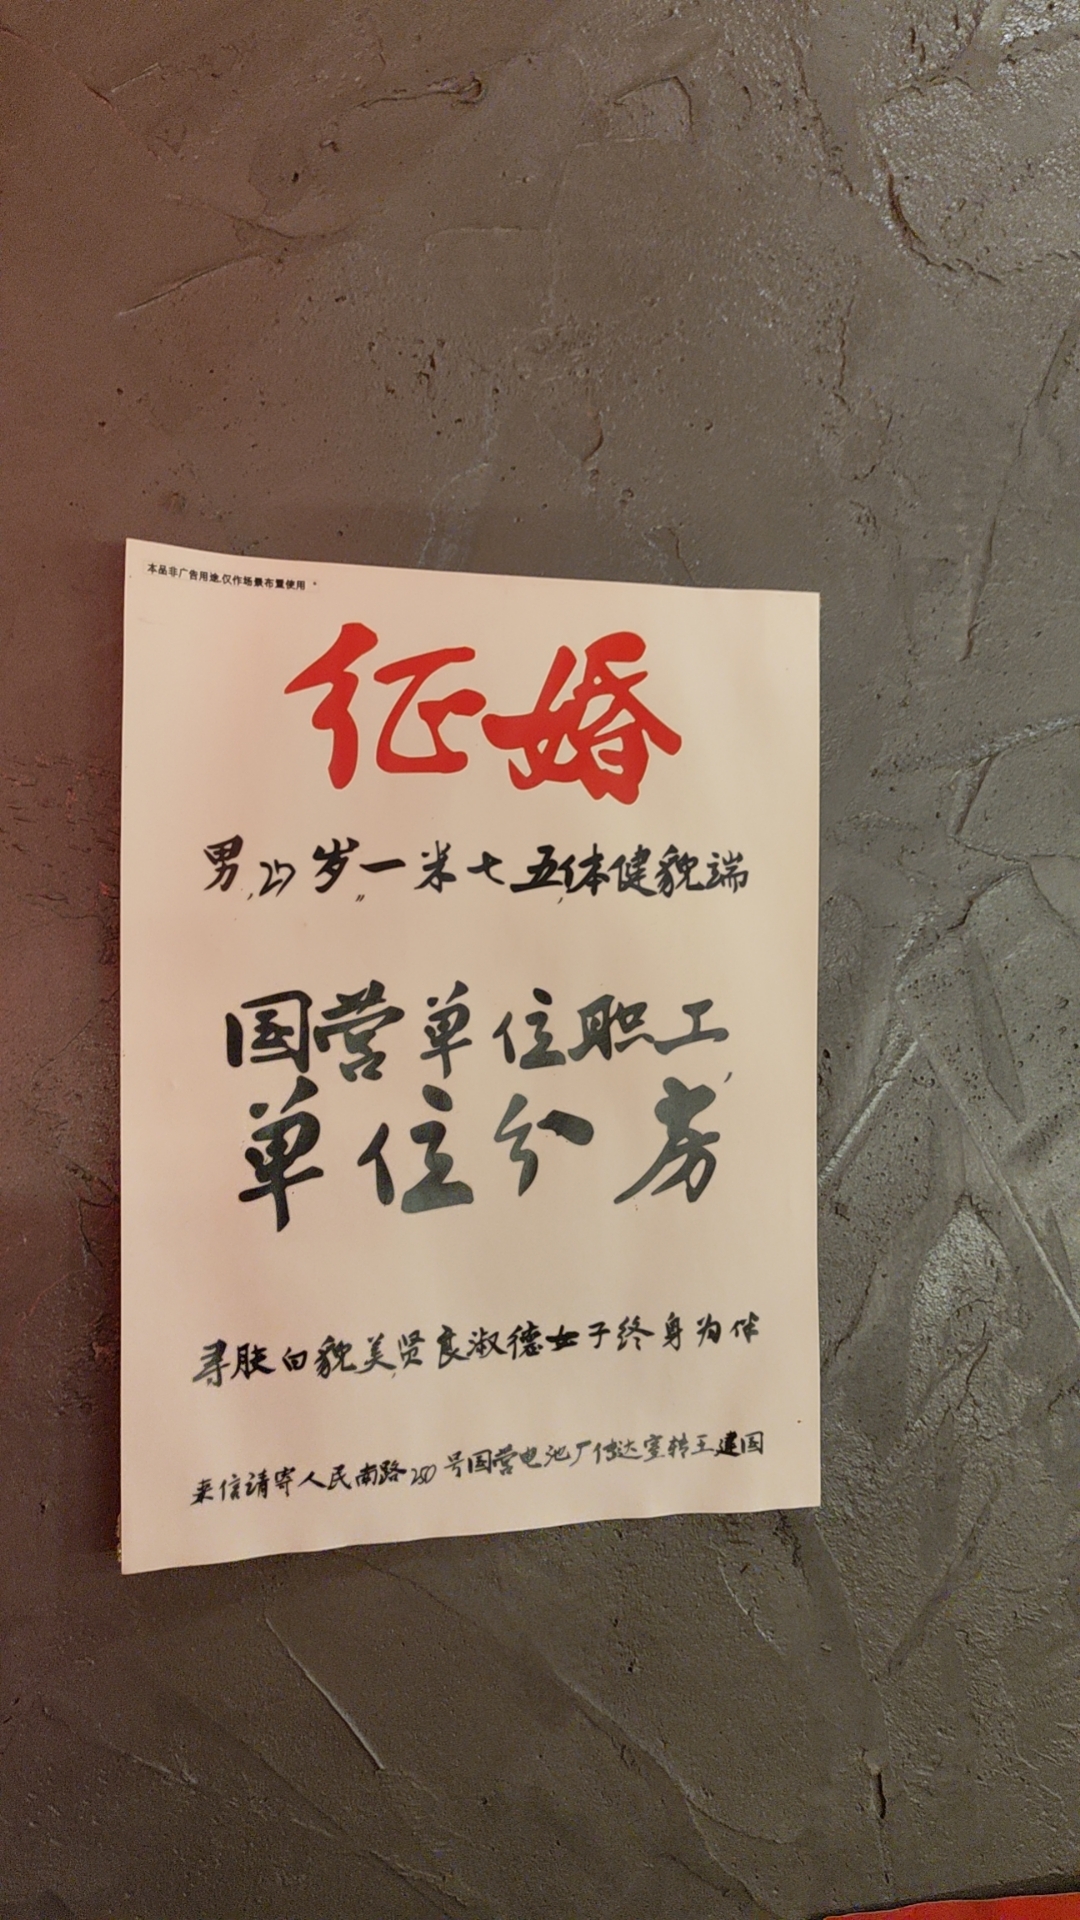 本品非广告用途,仅作场景布置使用
征婚
男,27岁,一米七五,体健貌端
国营单位职工,
单位分房
寻肤白貌美,贤良淑德女子终身为伴
来信请寄人民南路250号国营电池厂传达室转王建国